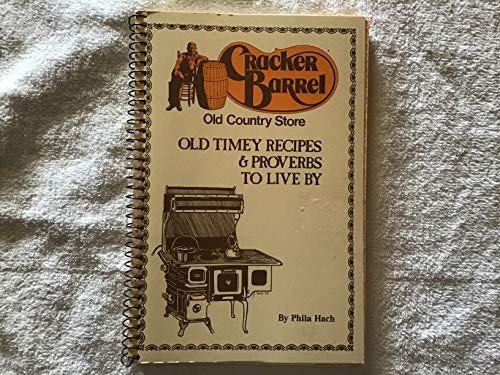 Cracker
Barrel
Old Country Store
OLD TIMEY RECIPES
& PROVERBS
TO LIVE BY
By Phila Hach